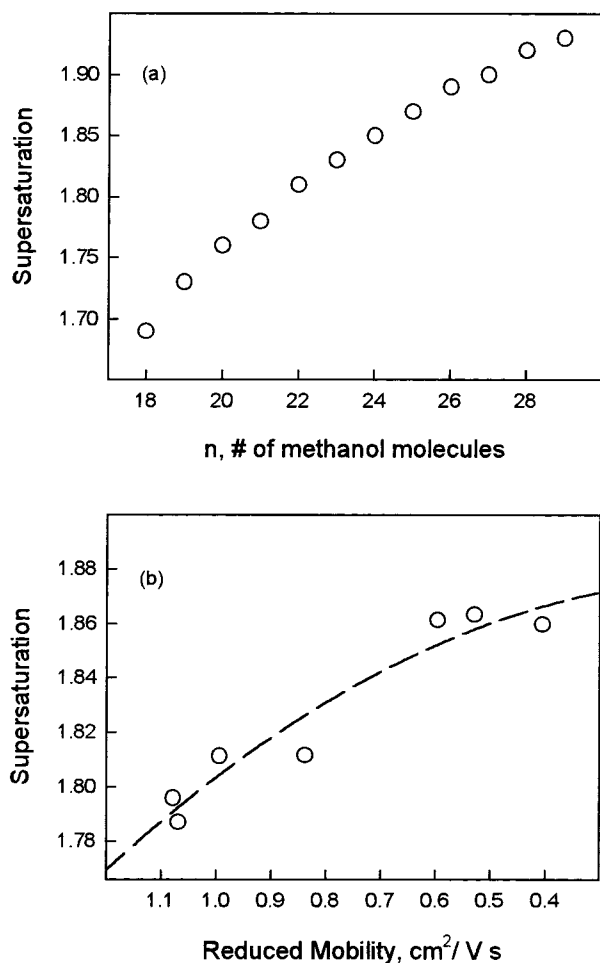 (a)
Supersaturation
1.90
1.85
1.80
1.75
1.70
18 20 22 24 26 28
n, # of methanol molecules
(b)
Supersaturation
1.88
1.86
1.84
1.82
1.80
1.78
1.1 1.0 0.9 0.8 0.7 0.6 0.5 0.4
Reduced Mobility, cm²/ V s